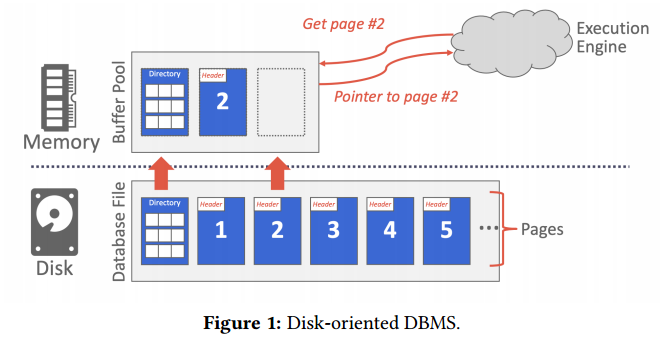 Get page #2
Execution
Engine
Pointer to page #2
Memory
Buffer Pool
Directory
Header
2
Disk
Database File
Directory
Header
1
Header
2
Header
3
Header
4
Header
5
...
Pages
Figure 1: Disk-oriented DBMS.